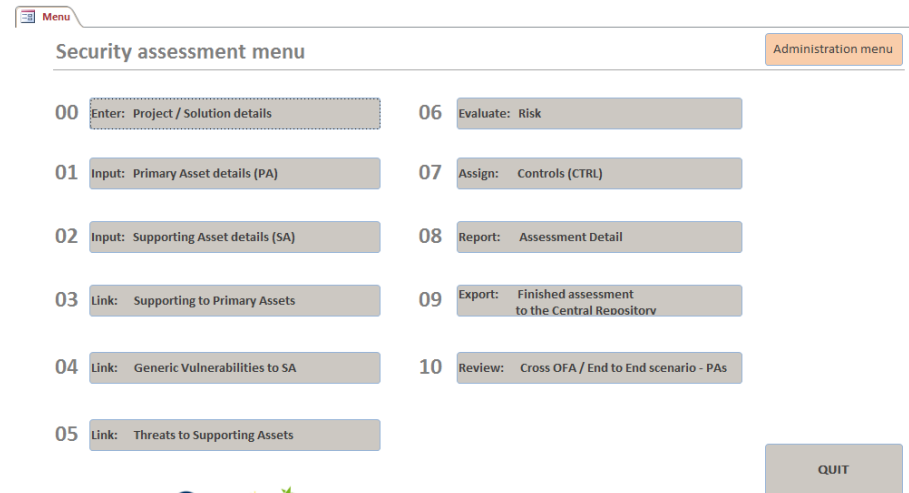 Menu
Security assessment menu
Administration menu
00 Enter: Project / Solution details
01 Input: Primary Asset details (PA)
02 Input: Supporting Asset details (SA)
03 Link: Supporting to Primary Assets
04 Link: Generic Vulnerabilities to SA
05 Link: Threats to Supporting Assets
06 Evaluate: Risk
07 Assign: Controls (CTRL)
08 Report: Assessment Detail
09 Export: Finished assessment
to the Central Repository
10 Review: Cross OFA / End to End scenario - PAs
QUIT